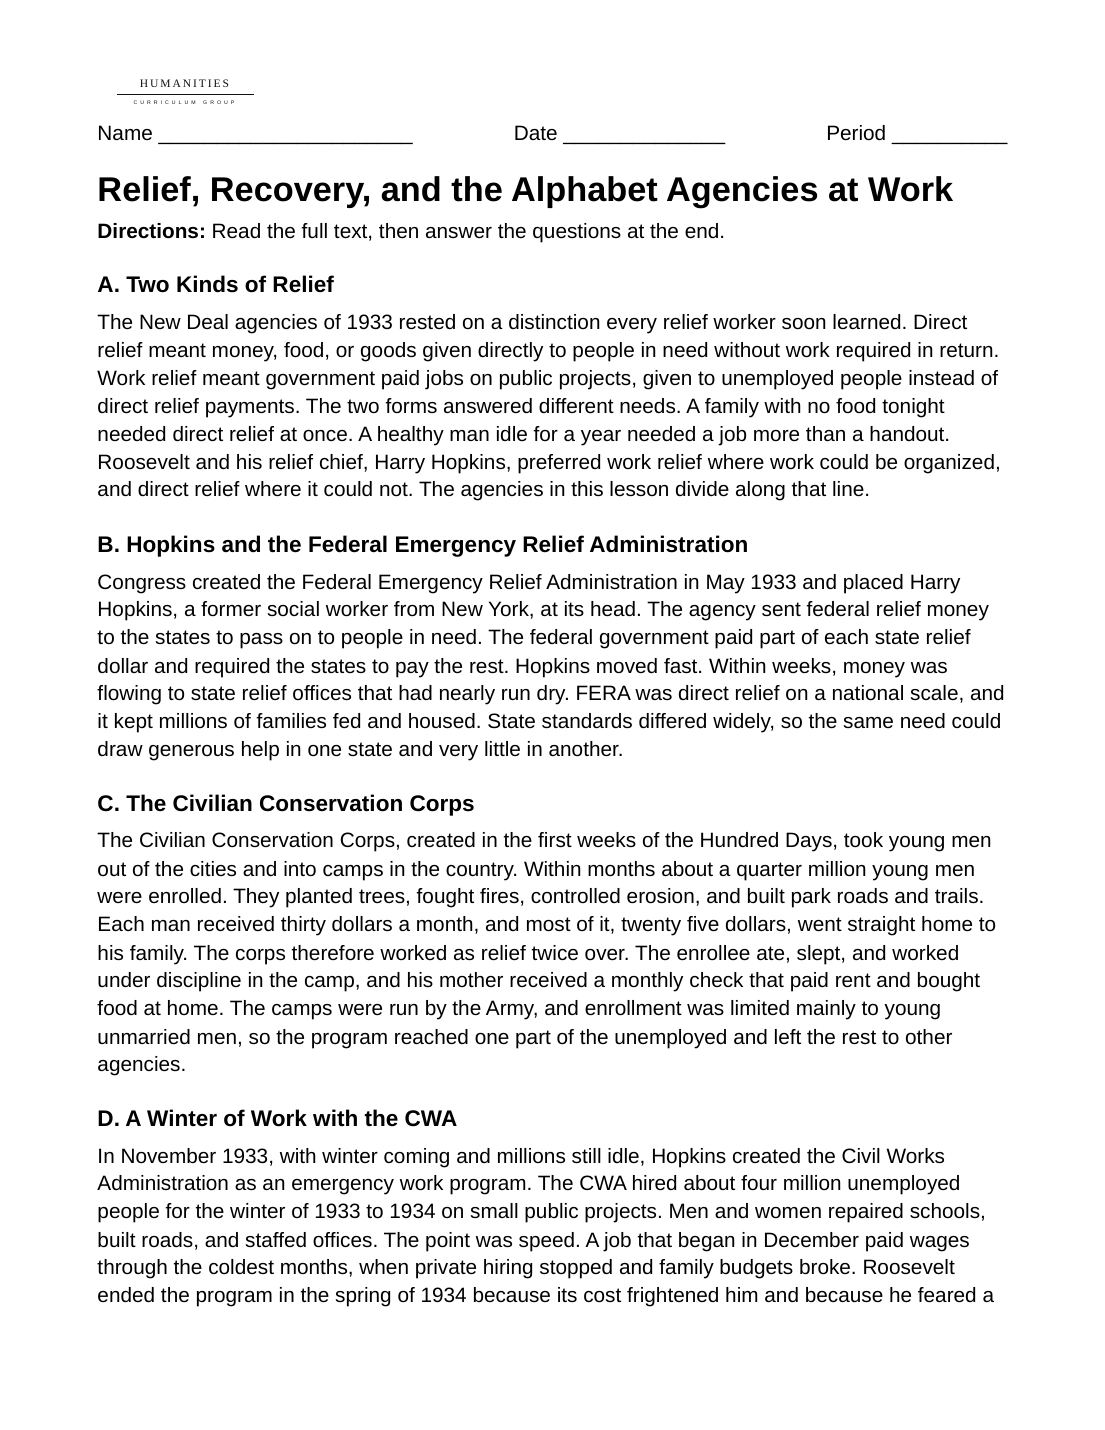 HUMANITIES
CURRICULUM GROUP
Name ______________________ Date ______________ Period __________
Relief, Recovery, and the Alphabet Agencies at Work
Directions: Read the full text, then answer the questions at the end.
A. Two Kinds of Relief
The New Deal agencies of 1933 rested on a distinction every relief worker soon learned. Direct
relief meant money, food, or goods given directly to people in need without work required in return.
Work relief meant government paid jobs on public projects, given to unemployed people instead of
direct relief payments. The two forms answered different needs. A family with no food tonight
needed direct relief at once. A healthy man idle for a year needed a job more than a handout.
Roosevelt and his relief chief, Harry Hopkins, preferred work relief where work could be organized,
and direct relief where it could not. The agencies in this lesson divide along that line.
B. Hopkins and the Federal Emergency Relief Administration
Congress created the Federal Emergency Relief Administration in May 1933 and placed Harry
Hopkins, a former social worker from New York, at its head. The agency sent federal relief money
to the states to pass on to people in need. The federal government paid part of each state relief
dollar and required the states to pay the rest. Hopkins moved fast. Within weeks, money was
flowing to state relief offices that had nearly run dry. FERA was direct relief on a national scale, and
it kept millions of families fed and housed. State standards differed widely, so the same need could
draw generous help in one state and very little in another.
C. The Civilian Conservation Corps
The Civilian Conservation Corps, created in the first weeks of the Hundred Days, took young men
out of the cities and into camps in the country. Within months about a quarter million young men
were enrolled. They planted trees, fought fires, controlled erosion, and built park roads and trails.
Each man received thirty dollars a month, and most of it, twenty five dollars, went straight home to
his family. The corps therefore worked as relief twice over. The enrollee ate, slept, and worked
under discipline in the camp, and his mother received a monthly check that paid rent and bought
food at home. The camps were run by the Army, and enrollment was limited mainly to young
unmarried men, so the program reached one part of the unemployed and left the rest to other
agencies.
D. A Winter of Work with the CWA
In November 1933, with winter coming and millions still idle, Hopkins created the Civil Works
Administration as an emergency work program. The CWA hired about four million unemployed
people for the winter of 1933 to 1934 on small public projects. Men and women repaired schools,
built roads, and staffed offices. The point was speed. A job that began in December paid wages
through the coldest months, when private hiring stopped and family budgets broke. Roosevelt
ended the program in the spring of 1934 because its cost frightened him and because he feared a